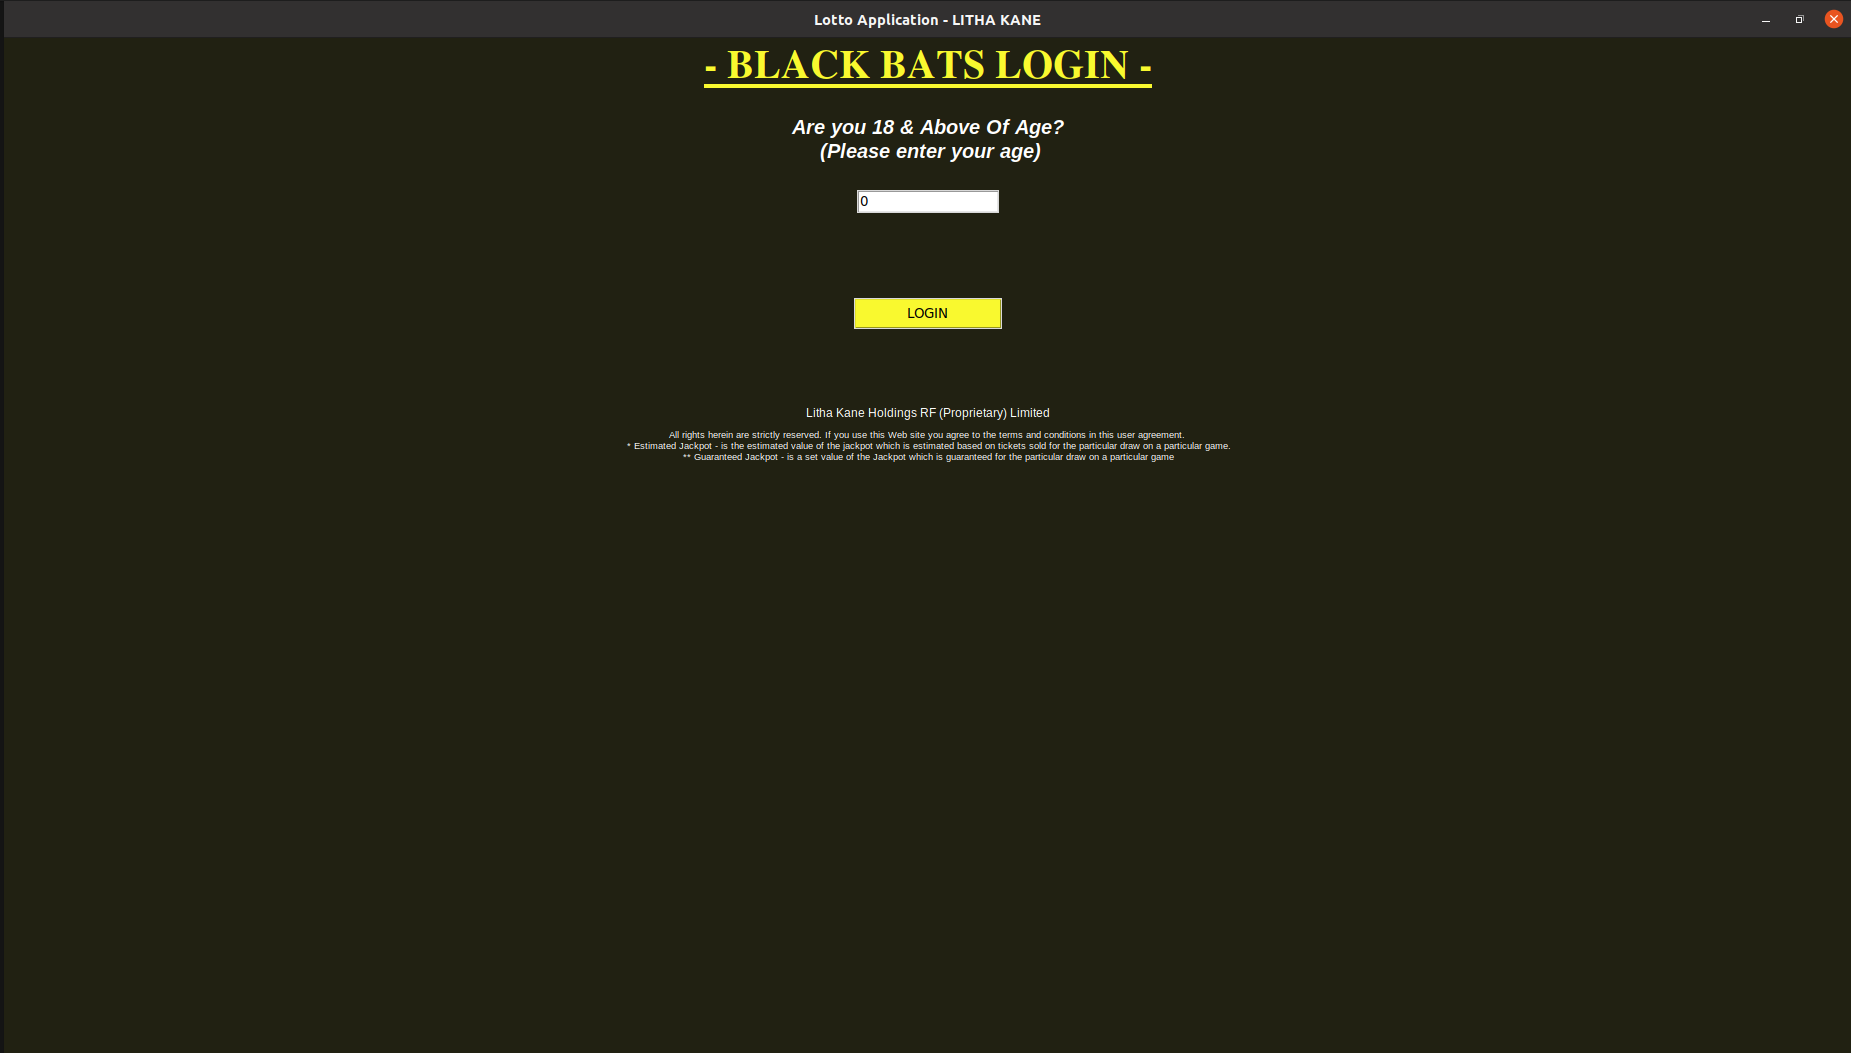 Lotto Application - LITHA KANE
- BLACK BATS LOGIN -
Are you 18 & Above Of Age?
(Please enter your age)
0
LOGIN
Litha Kane Holdings RF (Proprietary) Limited
All rights herein are strictly reserved. If you use this Web site you agree to the terms and conditions in this user agreement.
* Estimated Jackpot - is the estimated value of the jackpot which is estimated based on tickets sold for the particular draw on a particular game.
** Guaranteed Jackpot - is a set value of the Jackpot which is guaranteed for the particular draw on a particular game